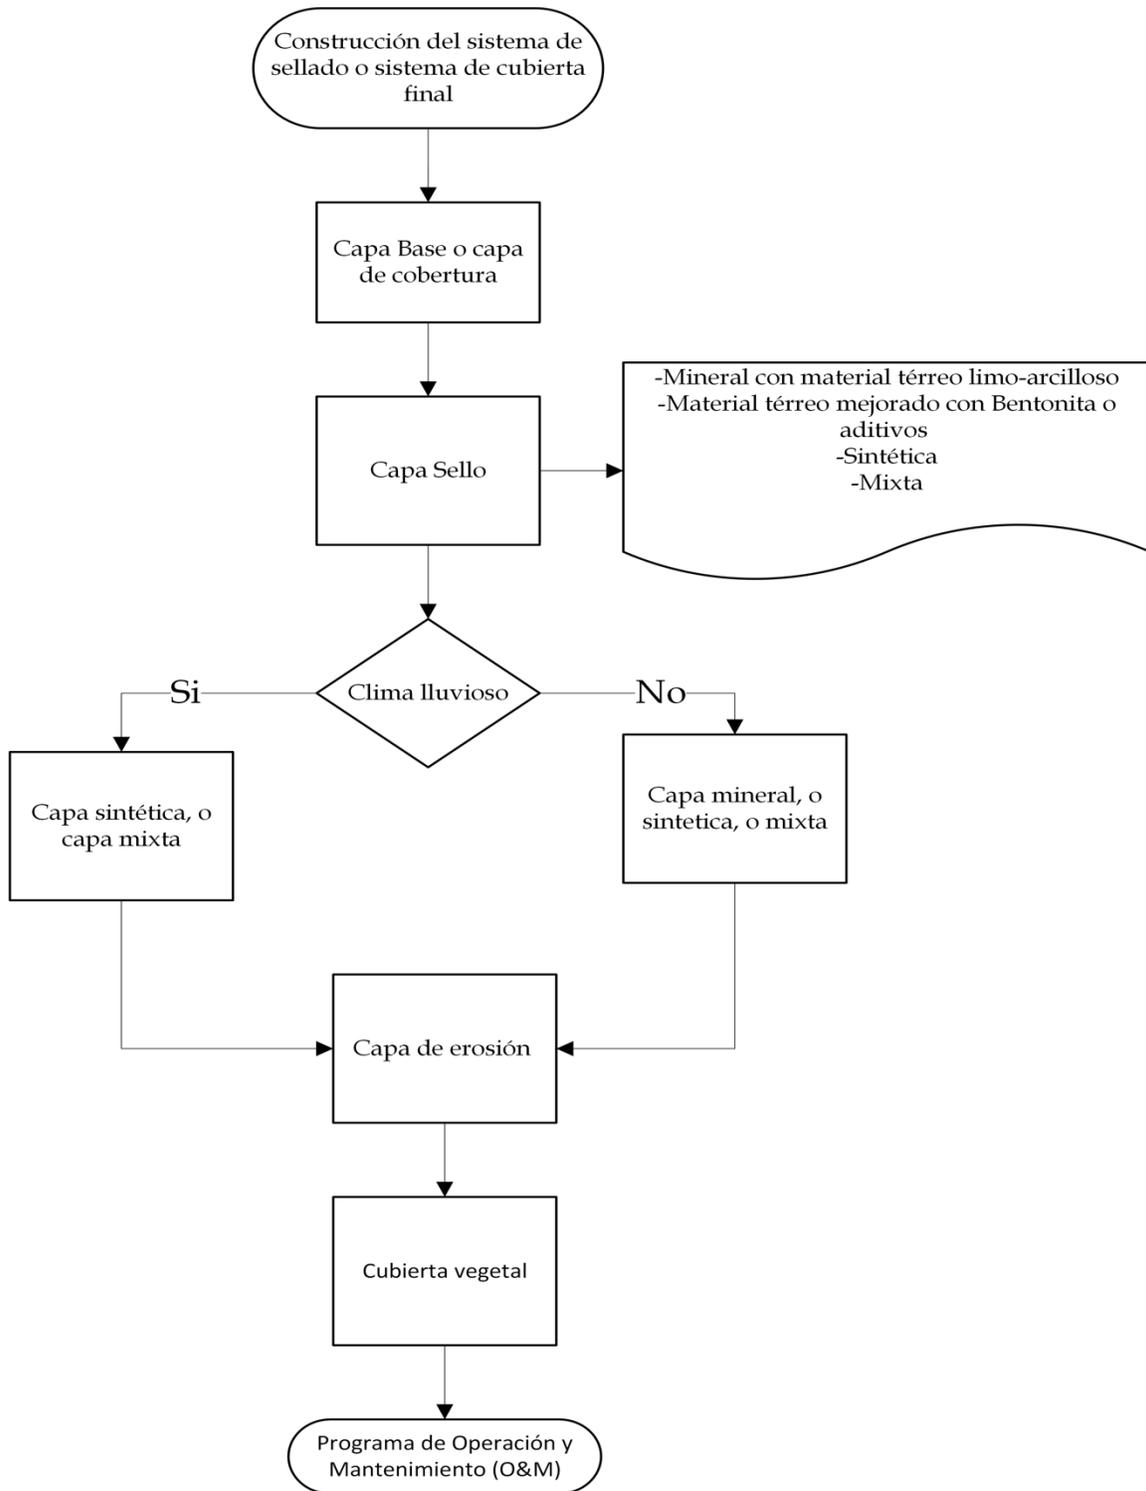 Construcción del sistema de
sellado o sistema de cubierta
final
Capa Base o capa
de cobertura
-Mineral con material térreo limo-arcilloso
-Material térreo mejorado con Bentonita o
aditivos
-Sintética
-Mixta
Capa Sello
Clima lluvioso
Si
No
Capa sintética, o
capa mixta
Capa mineral, o
sintetica, o mixta
Capa de erosión
Cubierta vegetal
Programa de Operación y
Mantenimiento (O&M)